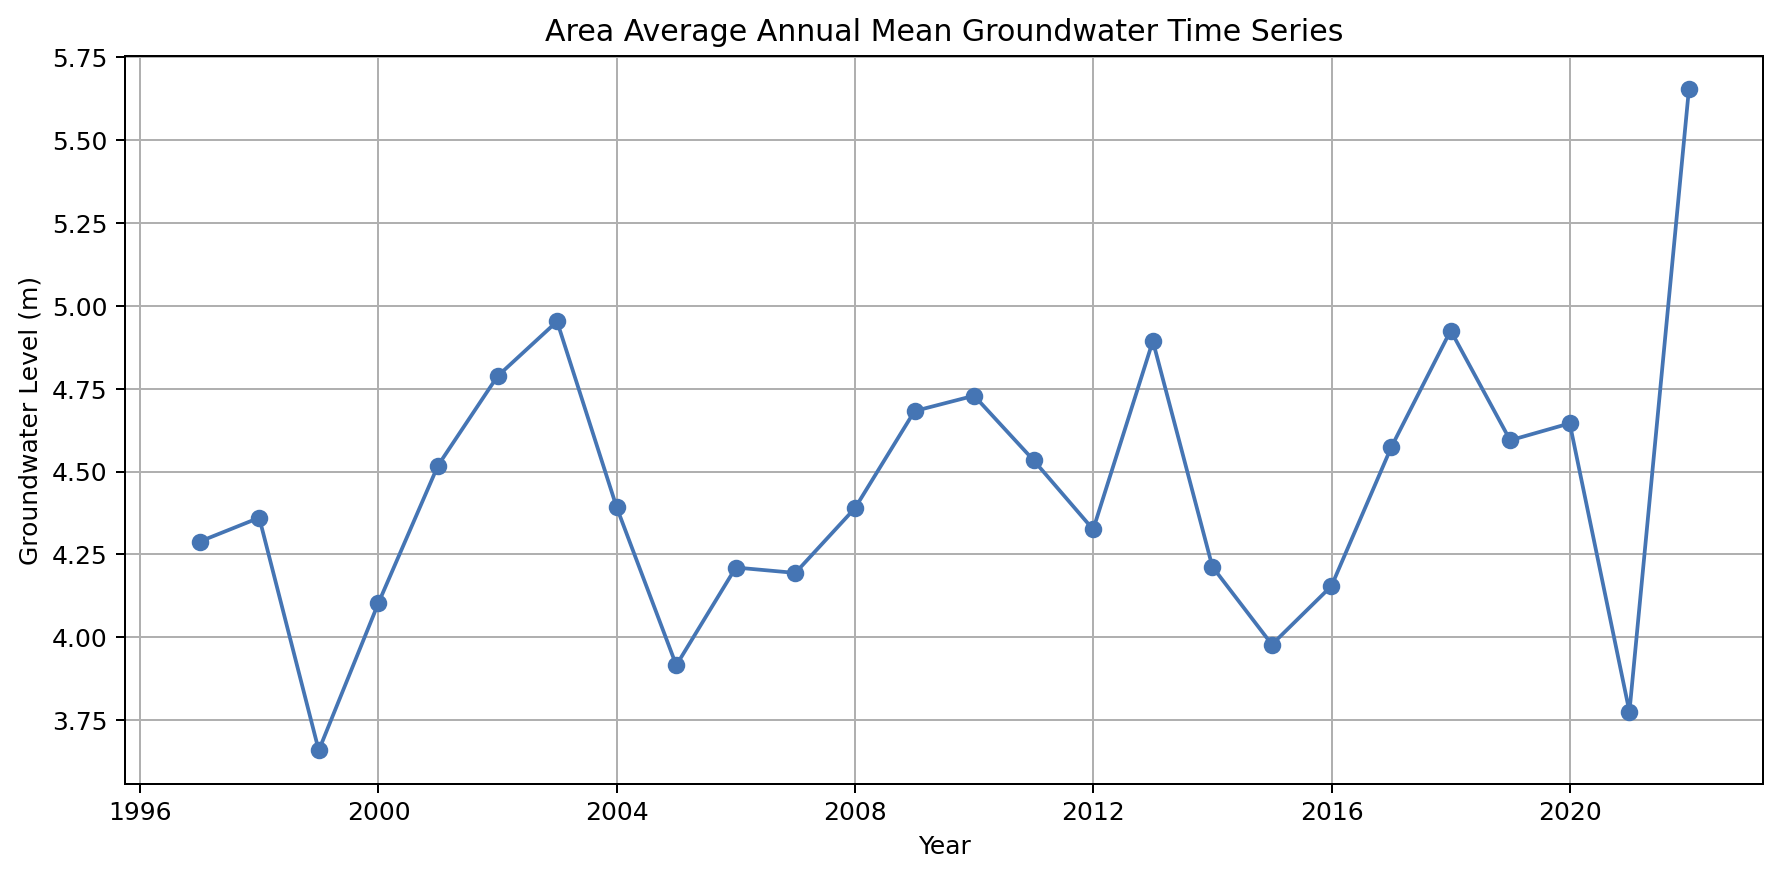 Area Average Annual Mean Groundwater Time Series
5.75
5.50
5.25
5.00
4.75
4.50
4.25
4.00
3.75
Groundwater Level (m)
1996 2000 2004 2008 2012 2016 2020
Year